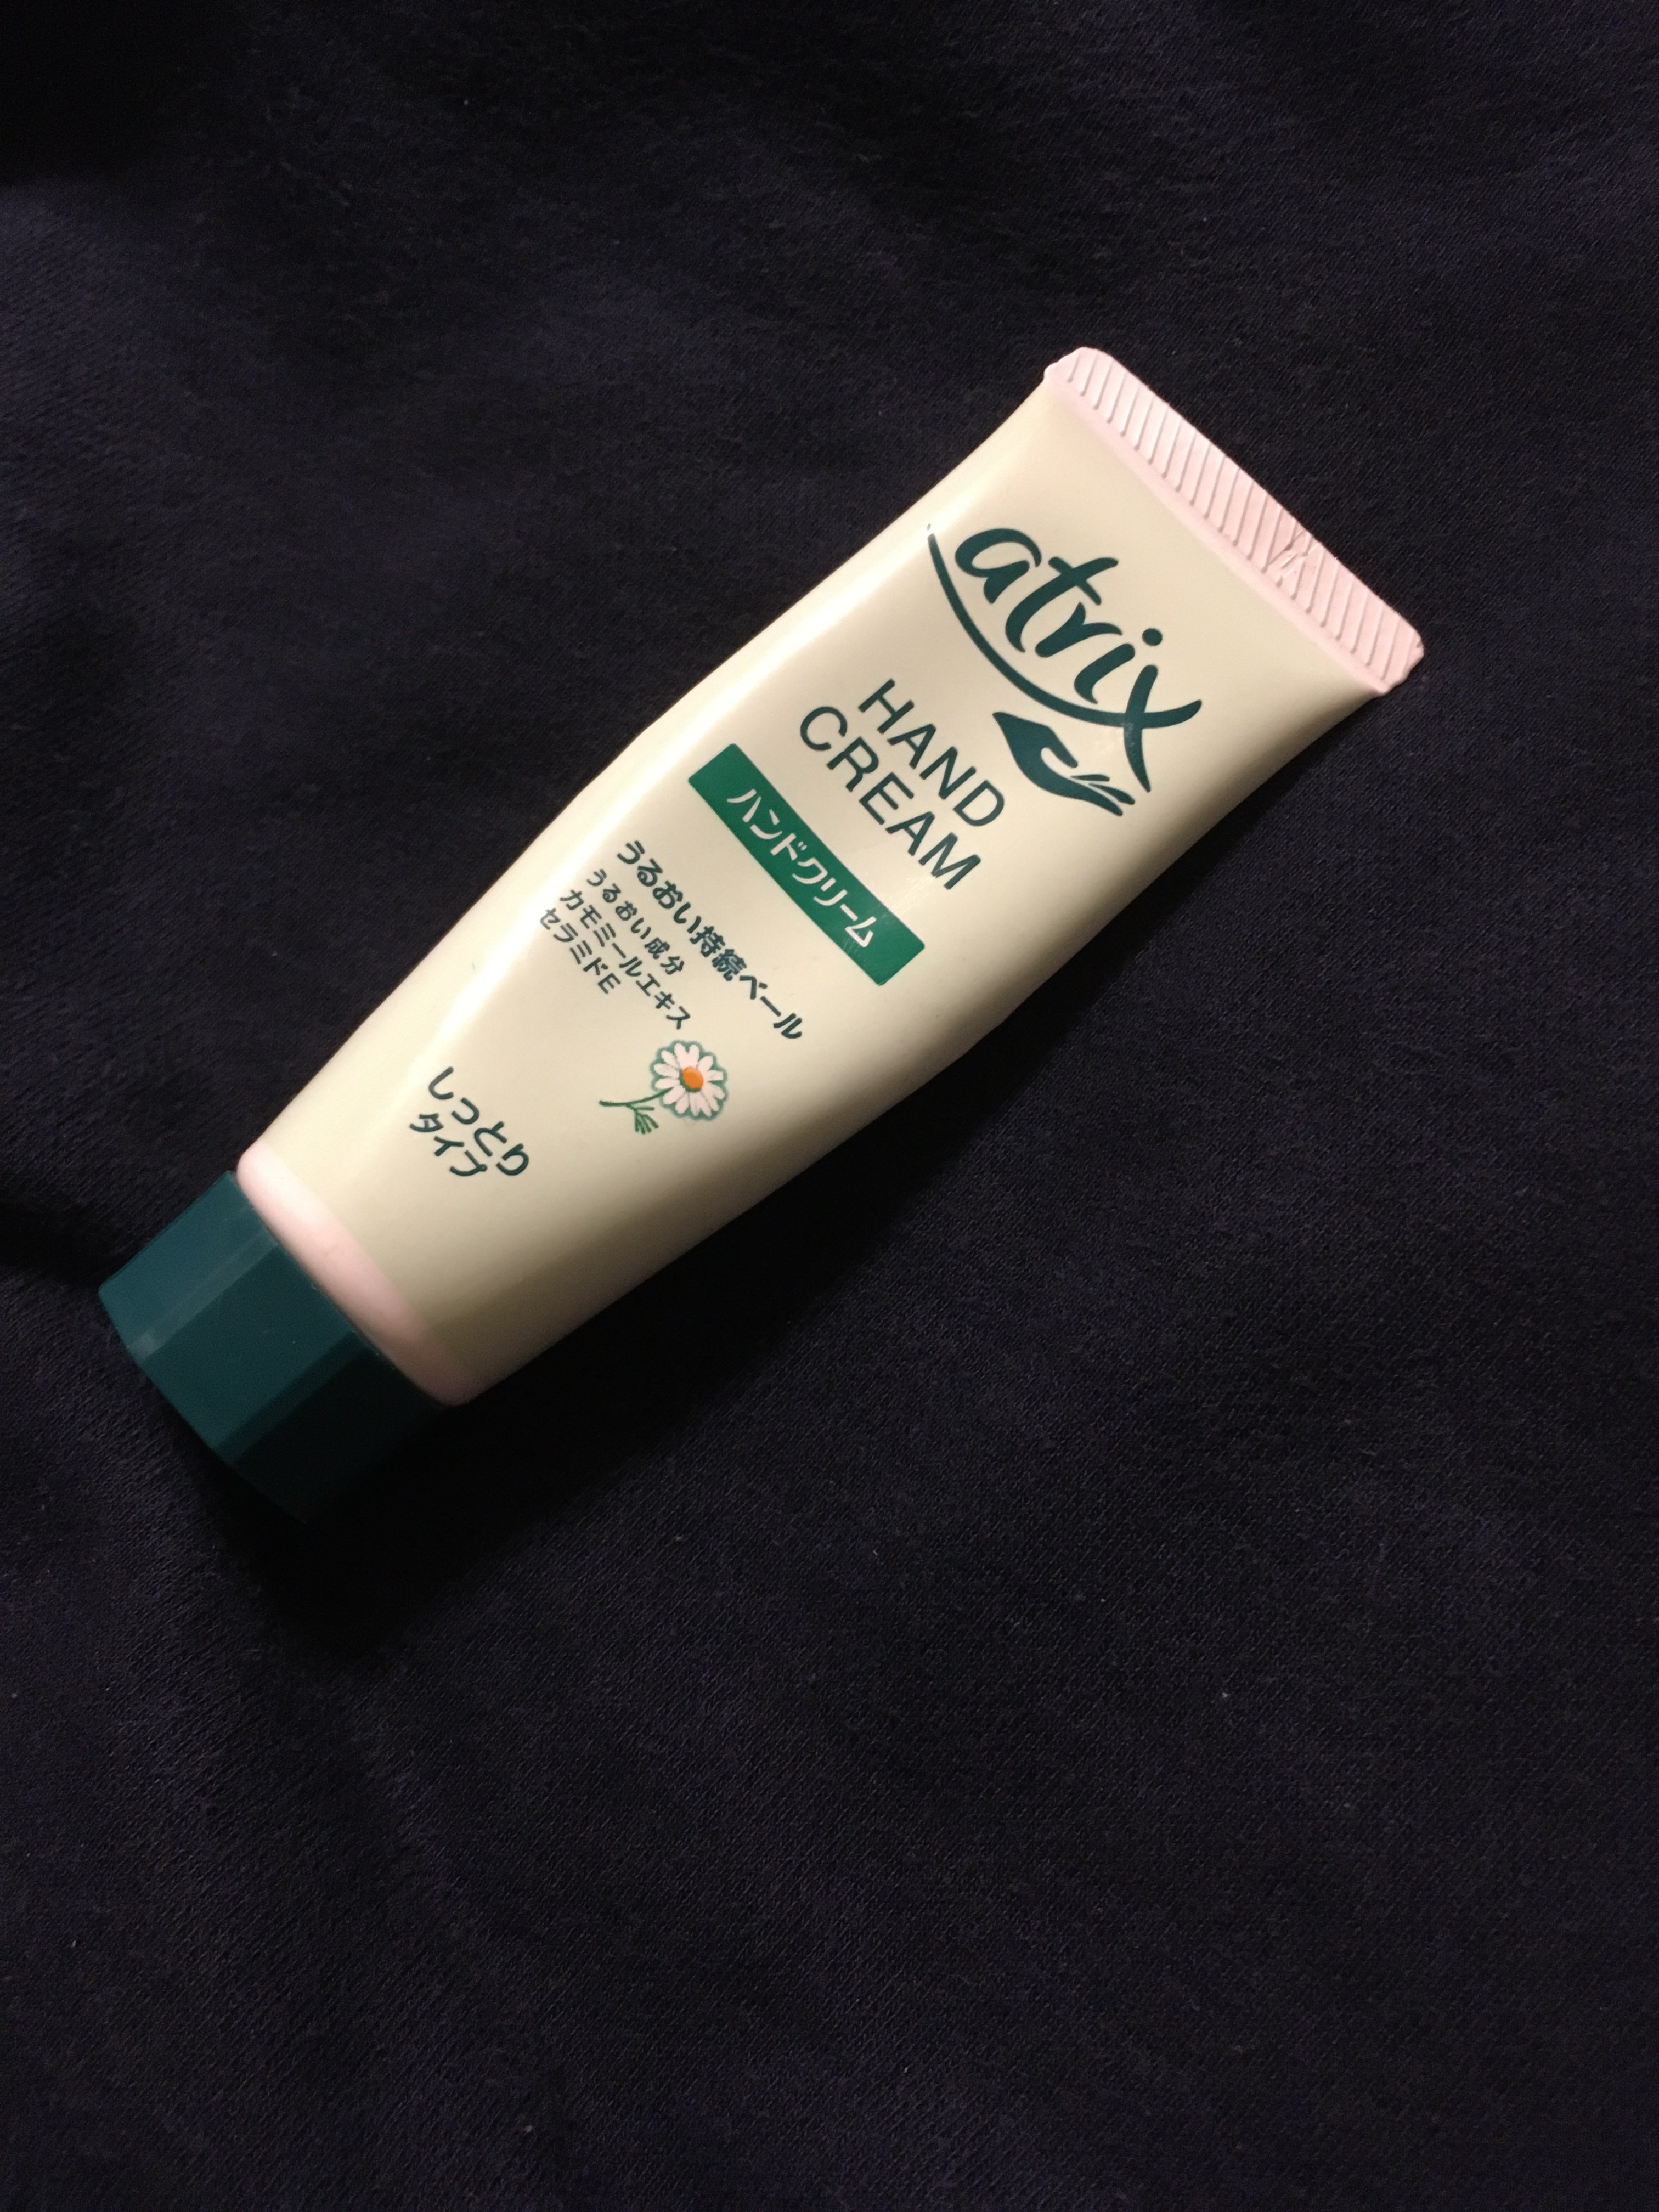 atrix
HAND
CREAM
ハンドクリーム
うるおい持続ベール
うるおい成分
カモミールエキス
セラミドE
しっとり
タイプ